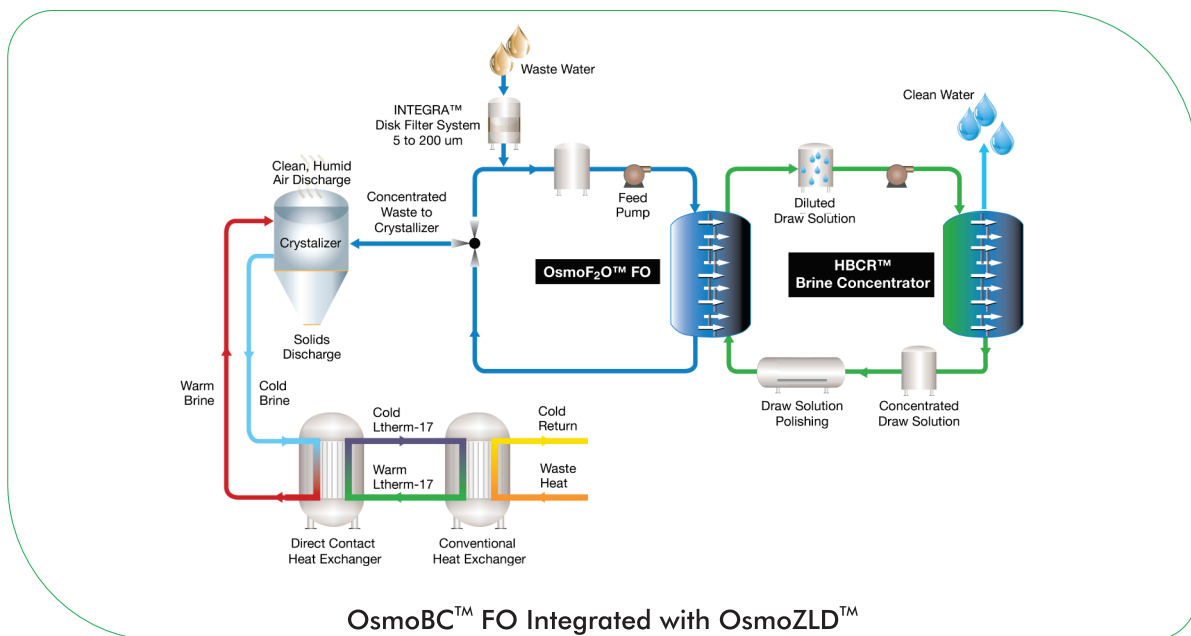 Waste Water
INTEGRA™
Disk Filter System
5 to 200 um
Clean Water
Clean, Humid
Air Discharge
Concentrated
Waste to
Crystallizer
Feed
Pump
Diluted
Draw Solution
Crystalizer
OsmoF₂O™ FO
HBCR™
Brine Concentrator
Solids
Discharge
Warm
Brine
Cold
Brine
Draw Solution
Polishing
Concentrated
Draw Solution
Cold
Ltherm-17
Cold
Return
Warm
Ltherm-17
Waste
Heat
Direct Contact
Heat Exchanger
Conventional
Heat Exchanger
OsmoBC™ FO Integrated with OsmoZLD™